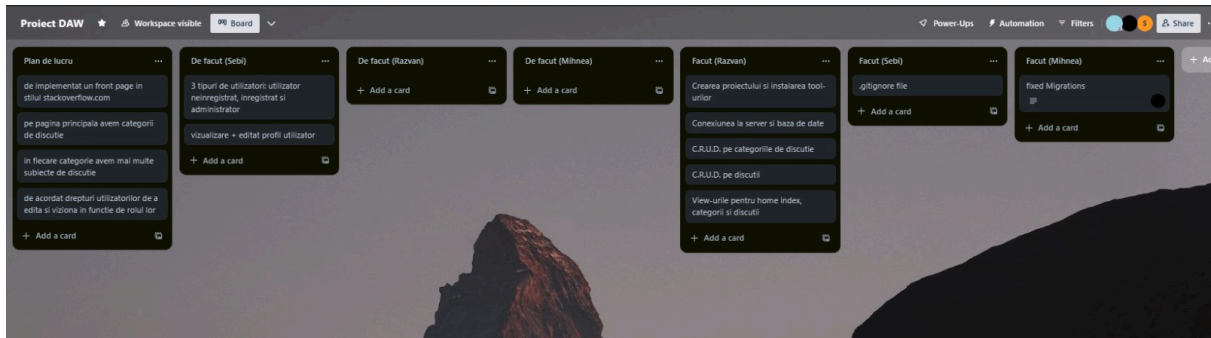 Proiect DAW
Workspace visible
Board
Power-Ups
Automation
Filters
S
Share
Plan de lucru
de implementat un front page in
stilul stackoverflow.com
pe pagina principala avem categorii
de discutie
in fiecare categorie avem mai multe
subiecte de discutie
de acordat drepturi utilizatorilor de a
edita si viziona in functie de rolul lor
+ Add a card
De facut (Sebi)
3 tipuri de utilizatori: utilizator
neinregistrat, inregistrat si
administrator
vizualizare + editat profil utilizator
+ Add a card
De facut (Razvan)
+ Add a card
De facut (Mihnea)
+ Add a card
Facut (Razvan)
Crearea proiectului si instalarea tool-
urilor
Conexiunea la server si baza de date
C.R.U.D. pe categoriile de discutie
C.R.U.D. pe discutii
View-urile pentru home index,
categorii si discutii
+ Add a card
Facut (Sebi)
.gitignore file
+ Add a card
Facut (Mihnea)
fixed Migrations
+ Add a card
+ Ad